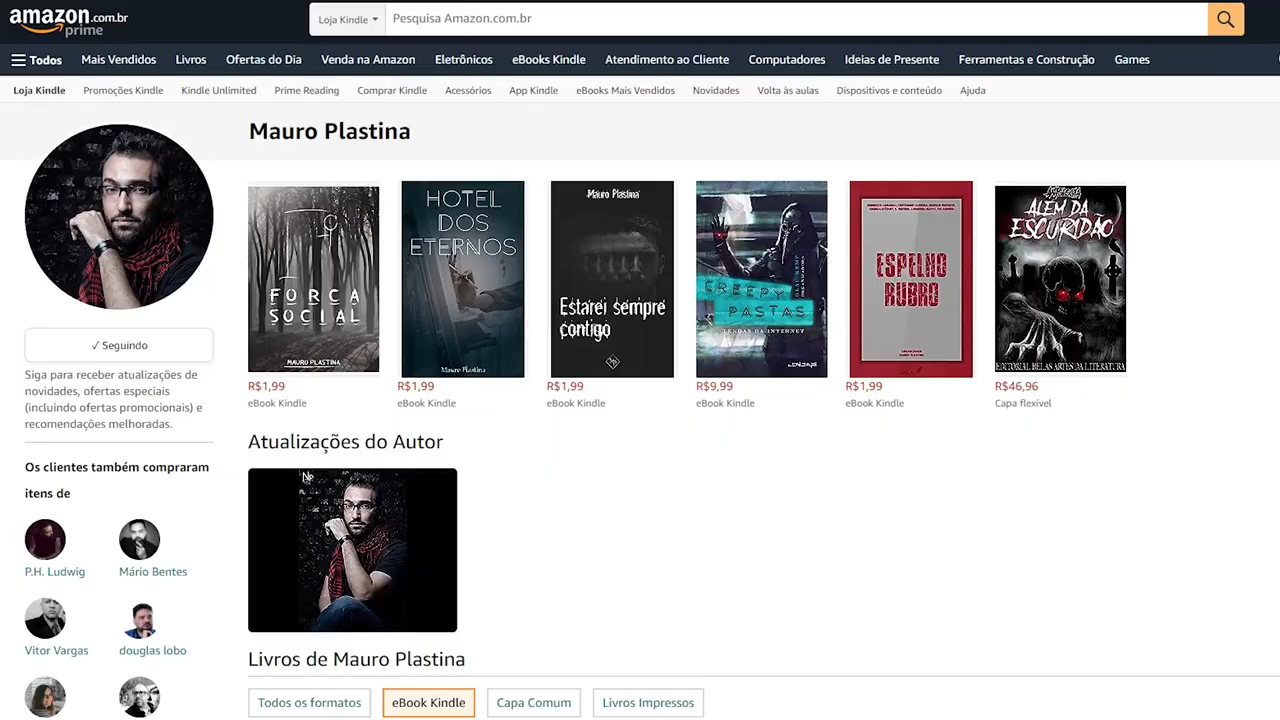 amazon.com.br
prime
Loja Kindle
Pesquisa Amazon.com.br
Todos
Mais Vendidos
Livros
Ofertas do Dia
Venda na Amazon
Eletrônicos
eBooks Kindle
Atendimento ao Cliente
Computadores
Ideias de Presente
Ferramentas e Construção
Games
Loja Kindle
Promoções Kindle
Kindle Unlimited
Prime Reading
Comprar Kindle
Acessórios
App Kindle
eBooks Mais Vendidos
Novidades
Volta às aulas
Dispositivos e conteúdo
Ajuda
Mauro Plastina
✓ Seguindo
Siga para receber atualizações de
novidades, ofertas especiais
(incluindo ofertas promocionais) e
recomendações melhoradas.
Os clientes também compraram
itens de
P.H. Ludwig
Mário Bentes
Vitor Vargas
douglas lobo
FORCA
SOCIAL
MAURO PLASTINA
R$1,99
eBook Kindle
HOTEL
DOS
ETERNOS
Mauro Plastina
R$1,99
eBook Kindle
Mauro Plastina
Estarei sempre
contigo
R$1,99
eBook Kindle
CREEPY
PASTAS
LENDAS DA INTERNET
R$9,99
eBook Kindle
ESPELHO
RUBRO
R$1,99
eBook Kindle
ALÉM DA
ESCURIDÃO
EDITORIAL BELAS ARTES DA LITERATURA
R$46,96
Capa flexível
Atualizações do Autor
Livros de Mauro Plastina
Todos os formatos
eBook Kindle
Capa Comum
Livros Impressos